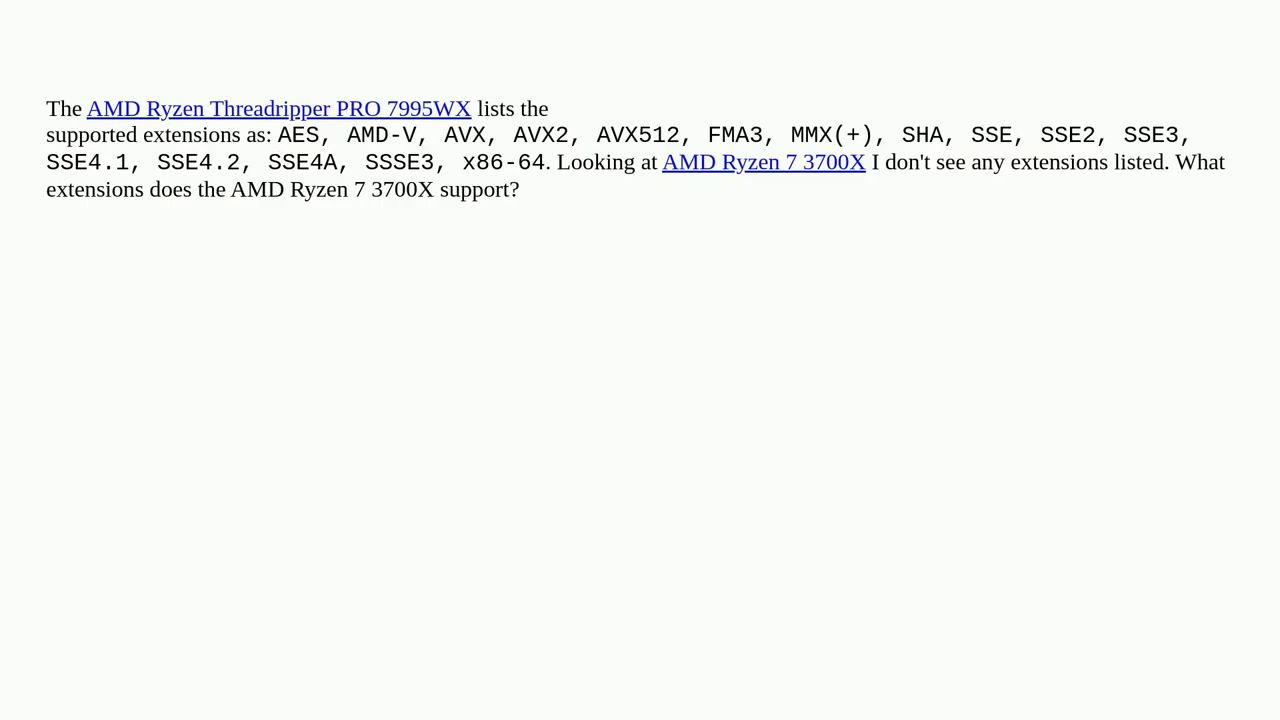 The AMD Ryzen Threadripper PRO 7995WX lists the
supported extensions as: AES, AMD-V, AVX, AVX2, AVX512, FMA3, MMX(+), SHA, SSE, SSE2, SSE3,
SSE4.1, SSE4.2, SSE4A, SSSE3, x86-64. Looking at AMD Ryzen 7 3700X I don't see any extensions listed. What
extensions does the AMD Ryzen 7 3700X support?